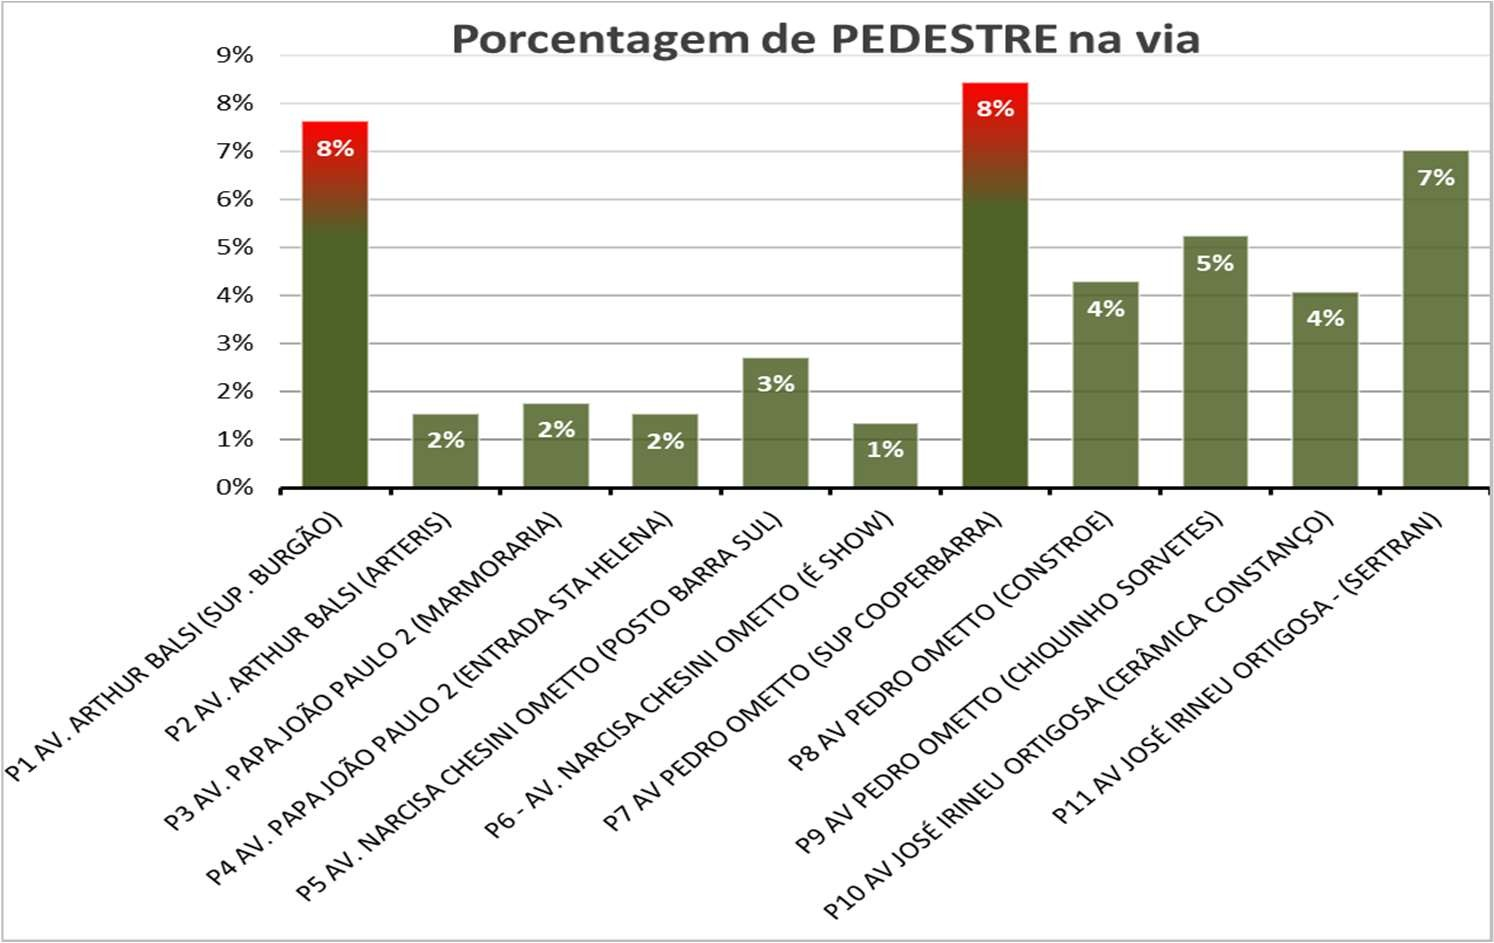 Porcentagem de PEDESTRE na via
9%
8%
7%
6%
5%
4%
3%
2%
1%
0%
8%
2%
2%
2%
3%
1%
8%
4%
5%
4%
7%
P1 AV. ARTHUR BALSI (SUP. BURGÃO)
P2 AV. ARTHUR BALSI (ARTERIS)
P3 AV. PAPA JOÃO PAULO 2 (MARMORARIA)
P4 AV. PAPA JOÃO PAULO 2 (ENTRADA STA HELENA)
P5 AV. NARCISA CHESINI OMETTO (POSTO BARRA SUL)
P6 - AV. NARCISA CHESINI OMETTO (É SHOW)
P7 AV PEDRO OMETTO (SUP COOPERBARRA)
P8 AV PEDRO OMETTO (CONSTROE)
P9 AV PEDRO OMETTO (CHIQUINHO SORVETES)
P10 AV JOSÉ IRINEU ORTIGOSA (CERÂMICA CONSTANÇO)
P11 AV JOSÉ IRINEU ORTIGOSA - (SERTRAN)